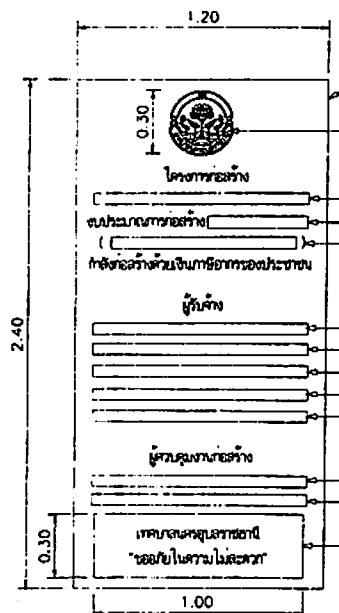 1.20
0.30
โครงการก่อสร้าง
งบประมาณการก่อสร้าง
( )
กำลังก่อสร้างด้วยเงินภาษีอากรของประชาชน
ผู้รับจ้าง
2.40
ผู้ควบคุมงานก่อสร้าง
0.30
เทศบาลนครอุบลราชธานี
"ขออภัยในความไม่สะดวก"
1.00